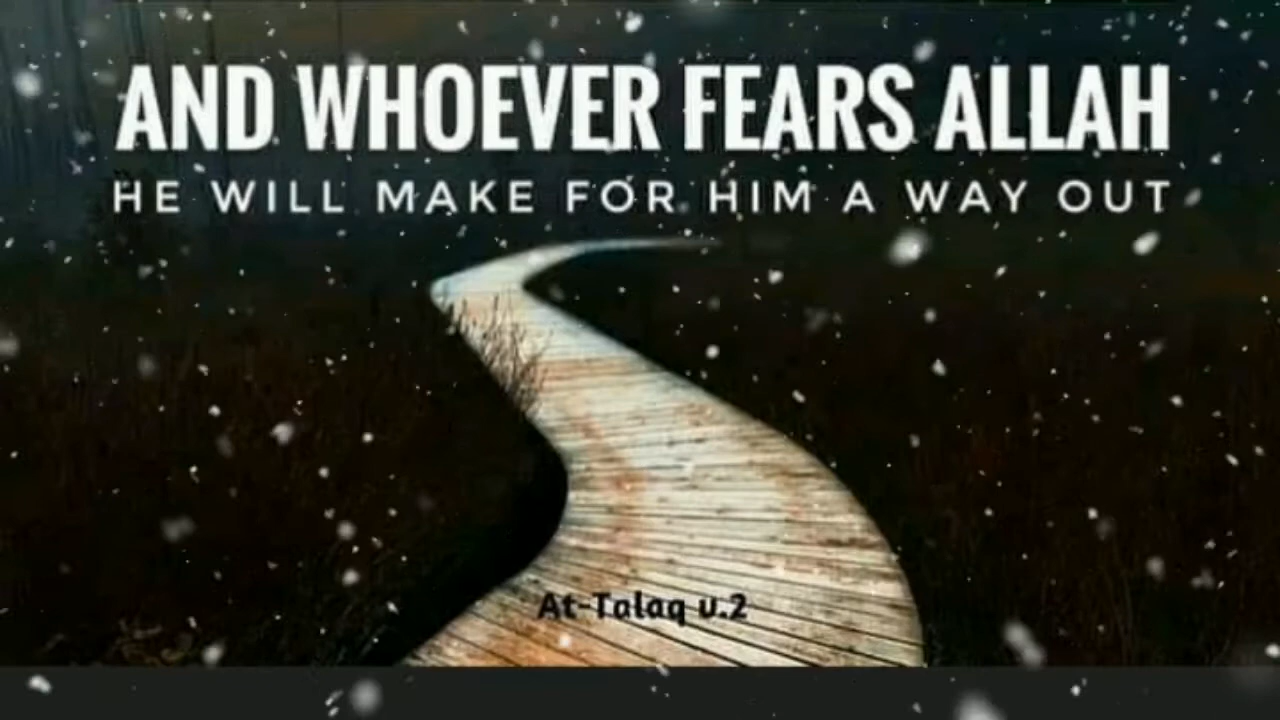 AND WHOEVER FEARS ALLAH
HE WILL MAKE FOR HIM A WAY OUT
At-Talaq v.2